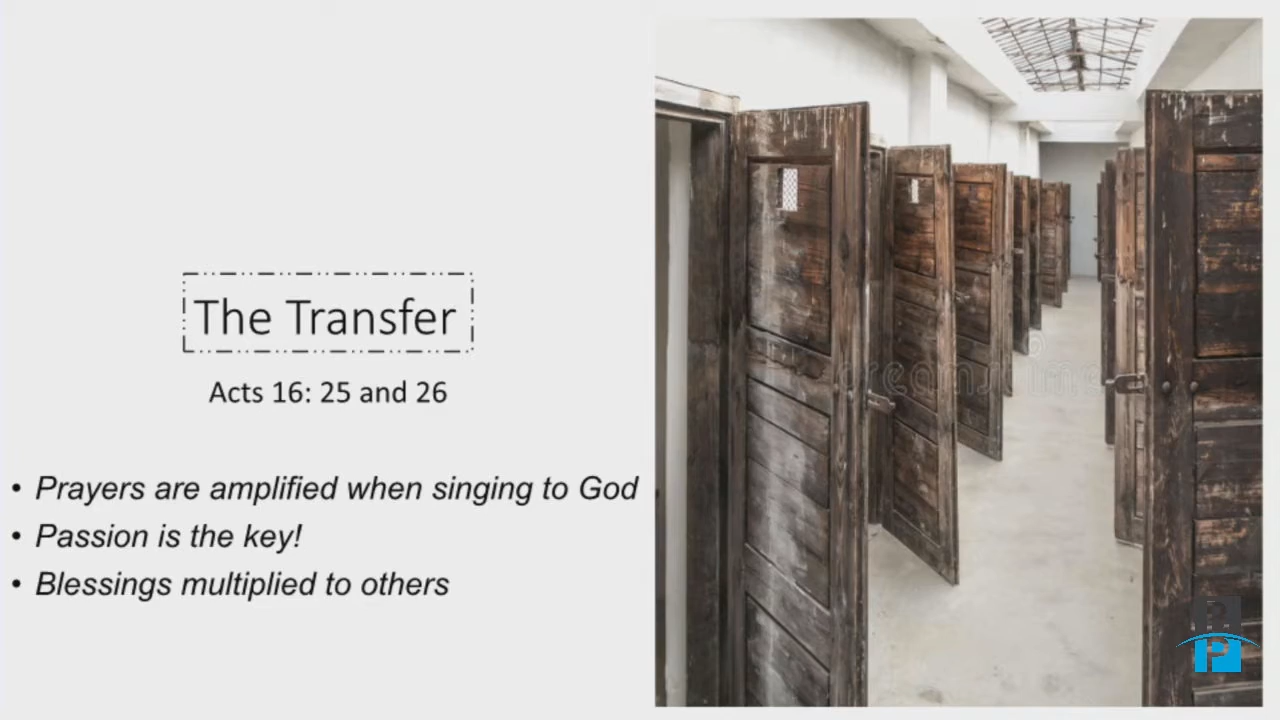 The Transfer
Acts 16: 25 and 26
• Prayers are amplified when singing to God
• Passion is the key!
• Blessings multiplied to others
dreamstime